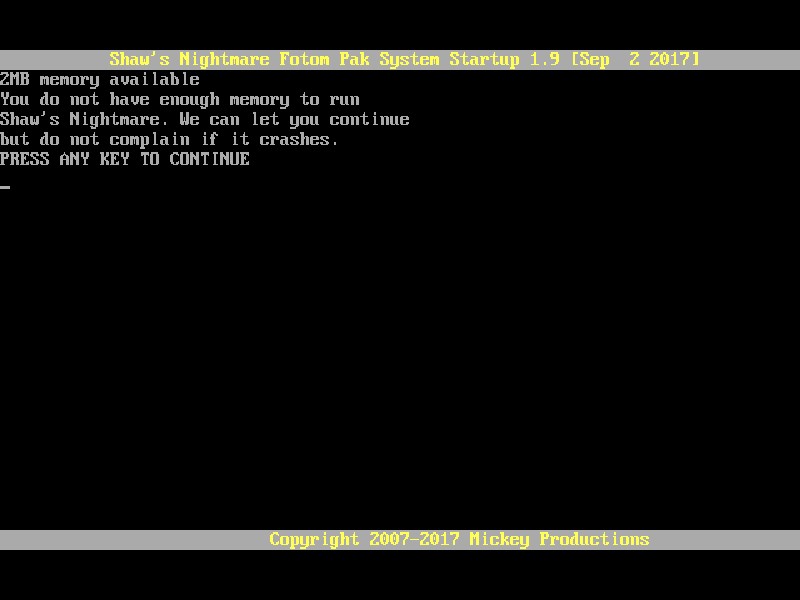 Shaw's Nightmare Fotom Pak System Startup 1.9 [Sep  2 2017]
2MB memory available
You do not have enough memory to run
Shaw's Nightmare. We can let you continue
but do not complain if it crashes.
PRESS ANY KEY TO CONTINUE
Copyright 2007-2017 Mickey Productions